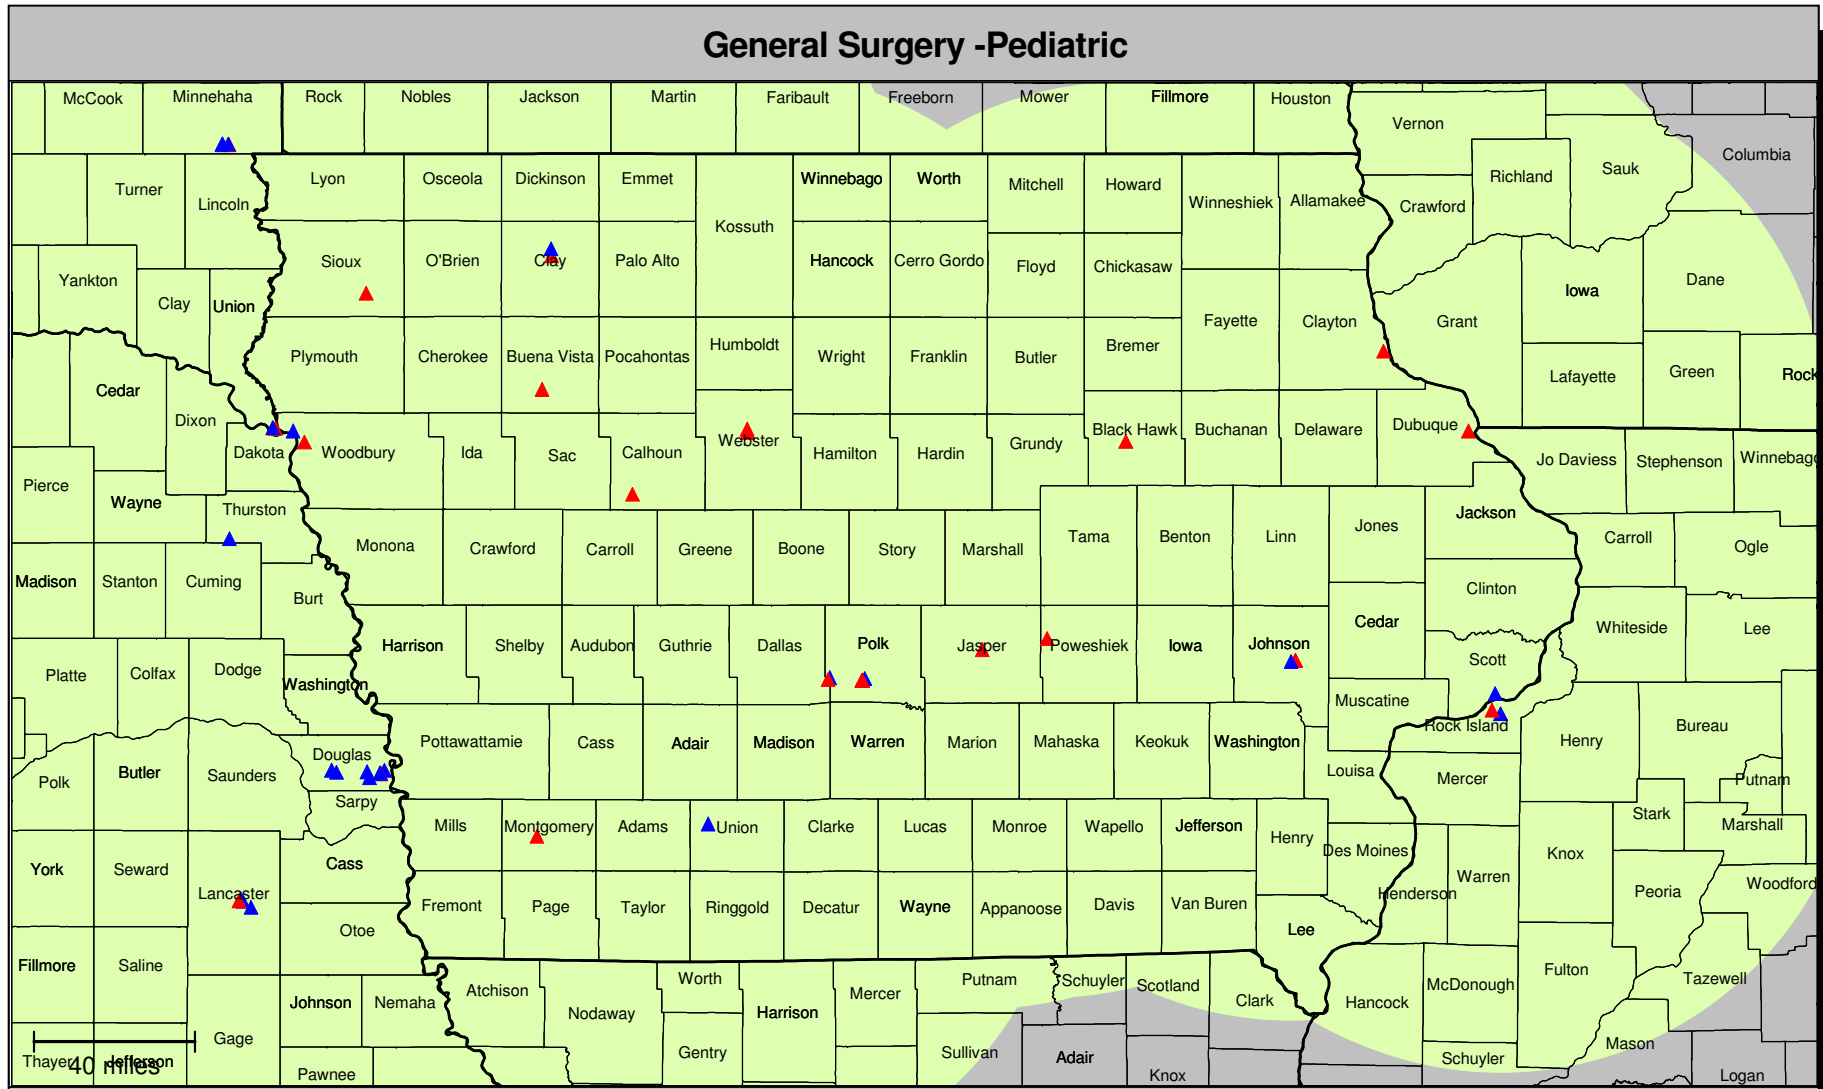 General Surgery -Pediatric
McCook Minnehaha Rock Nobles Jackson Martin Faribault Freeborn Mower Fillmore Houston
Vernon
Columbia
Turner Lincoln Lyon Osceola Dickinson Emmet Kossuth Winnebago Worth Mitchell Howard Winneshiek Allamakee Crawford Richland Sauk
Yankton Clay Union Sioux O'Brien Clay Palo Alto Hancock Cerro Gordo Floyd Chickasaw Iowa Dane
Plymouth Cherokee Buena Vista Pocahontas Humboldt Wright Franklin Butler Bremer Fayette Clayton Grant Lafayette Green Rock
Cedar Dixon Dakota Woodbury Ida Sac Calhoun Webster Hamilton Hardin Grundy Black Hawk Buchanan Delaware Dubuque Jo Daviess Stephenson Winnebago
Pierce Wayne Thurston
Monona Crawford Carroll Greene Boone Story Marshall Tama Benton Linn Jones Jackson Carroll Ogle
Madison Stanton Cuming Burt Clinton
Harrison Shelby Audubon Guthrie Dallas Polk Jasper Poweshiek Iowa Johnson Cedar Scott Whiteside Lee
Platte Colfax Dodge Washington Muscatine Rock Island Henry Bureau
Pottawattamie Cass Adair Madison Warren Marion Mahaska Keokuk Washington Louisa Mercer Putnam
Polk Butler Saunders Douglas Sarpy
Mills Montgomery Adams Union Clarke Lucas Monroe Wapello Jefferson Henry Des Moines Stark Marshall
York Seward Lancaster Cass Henderson Warren Knox Peoria Woodford
Fremont Page Taylor Ringgold Decatur Wayne Appanoose Davis Van Buren Lee
Otoe
Fillmore Saline Johnson Nemaha Atchison Nodaway Worth Harrison Mercer Putnam Schuyler Scotland Clark Hancock McDonough Fulton Tazewell
Thayer Jefferson Gage Pawnee Gentry Sullivan Adair Knox Schuyler Mason Logan
40 miles